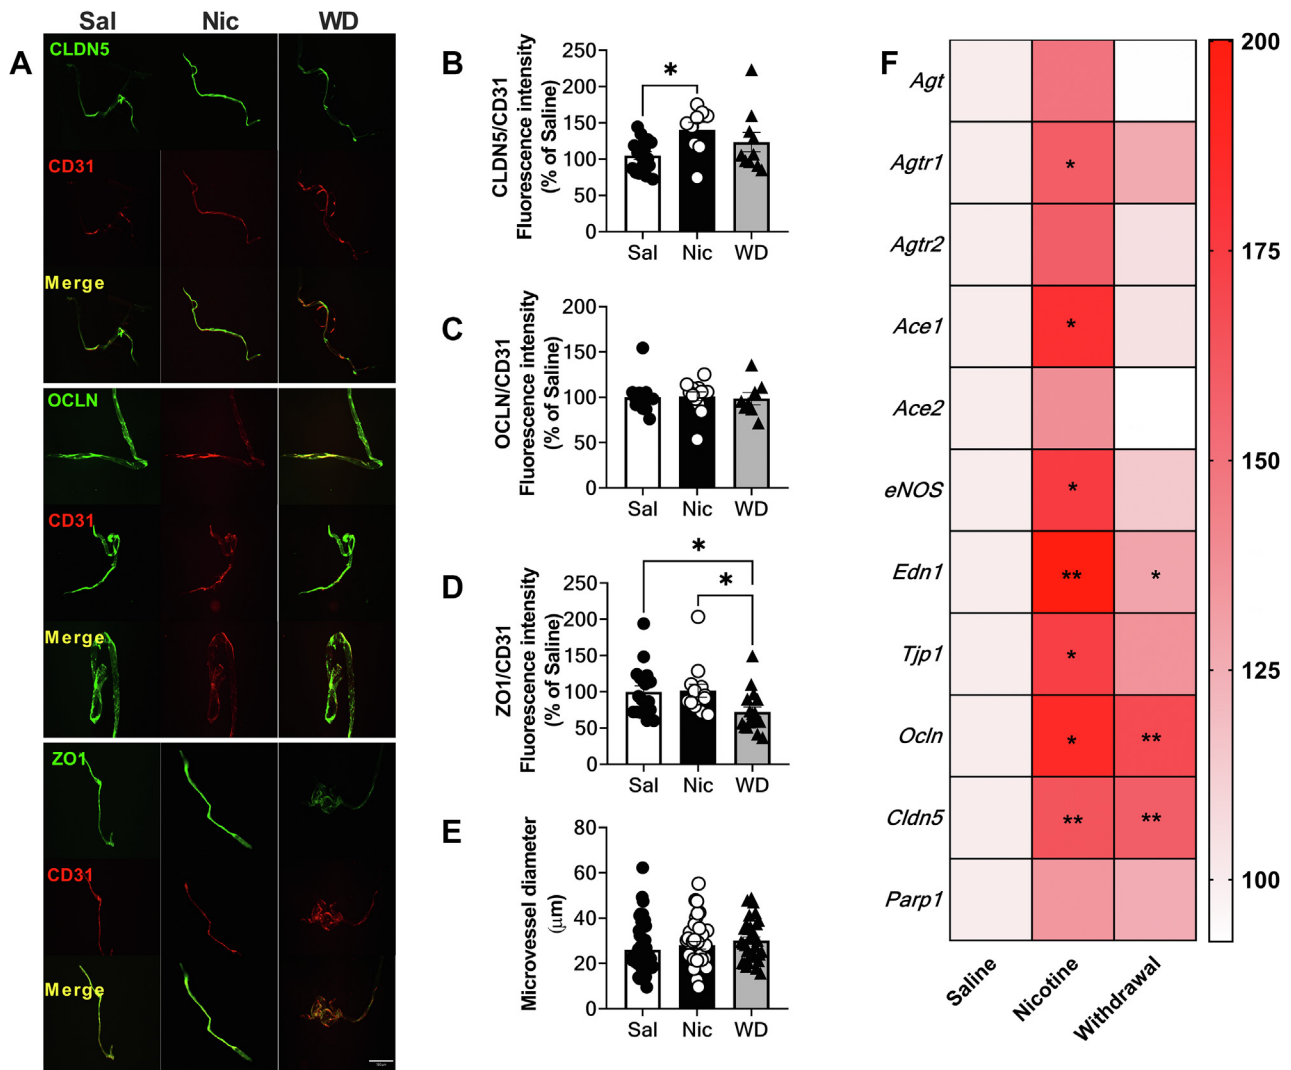 Sal Nic WD
A
CLDN5
CD31
Merge
OCLN
CD31
Merge
ZO1
CD31
Merge
B
CLDN5/CD31
Fluorescence intensity
(% of Saline)
250
200
150
100
50
0
*
Sal Nic WD
C
OCLN/CD31
Fluorescence intensity
(% of Saline)
200
150
100
50
0
Sal Nic WD
D
ZO1/CD31
Fluorescence intensity
(% of Saline)
250
200
150
100
50
0
*
*
Sal Nic WD
E
Microvessel diameter
(μm)
80
60
40
20
0
Sal Nic WD
F
Agt
Agtr1 *
Agtr2
Ace1 *
Ace2
eNOS *
Edn1 ** *
Tjp1 *
Ocln * **
Cldn5 ** **
Parp1
Saline Nicotine Withdrawal
200
175
150
125
100